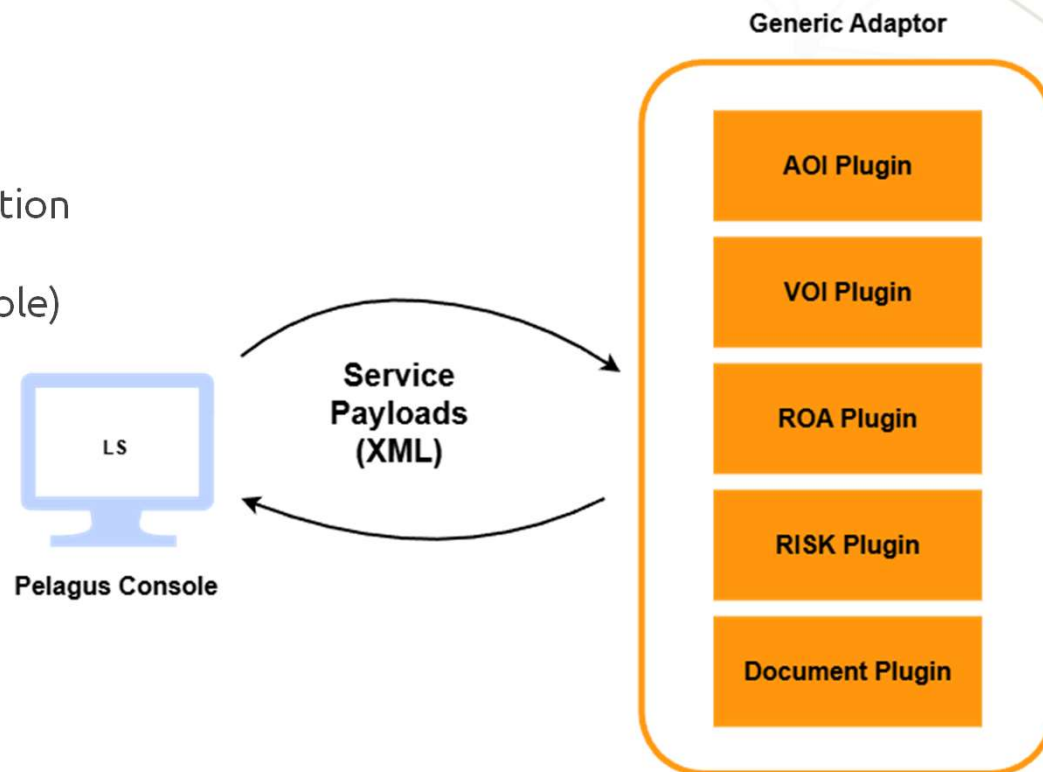 Generic Adaptor
AOI Plugin
tion
VOI Plugin
ple)
Service
Payloads
(XML)
ROA Plugin
LS
RISK Plugin
Pelagus Console
Document Plugin